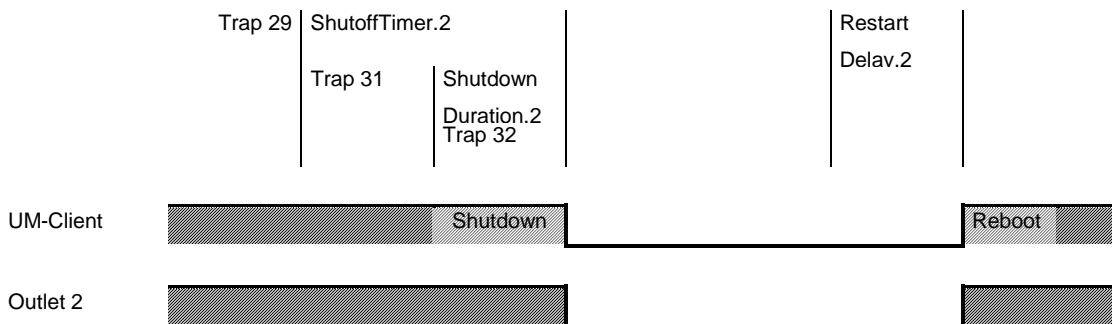 Trap 29 ShutoffTimer.2 Restart
Delav.2
Trap 31 Shutdown
Duration.2
Trap 32
UM-Client Shutdown Reboot
Outlet 2